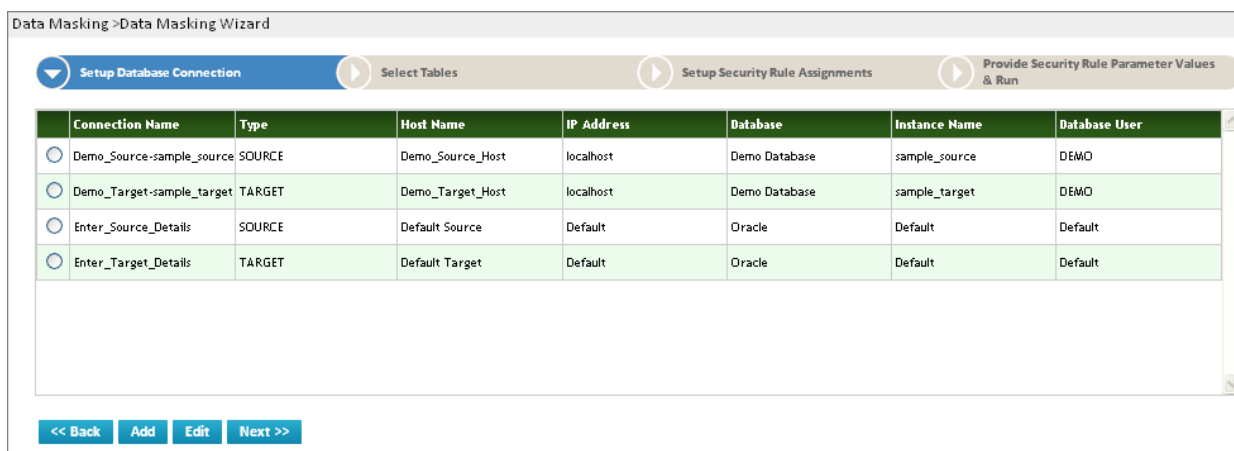 Data Masking >Data Masking Wizard
Setup Database Connection Select Tables Setup Security Rule Assignments Provide Security Rule Parameter Values
& Run
Connection Name Type Host Name IP Address Database Instance Name Database User
Demo_Source-sample_source SOURCE Demo_Source_Host localhost Demo Database sample_source DEMO
Demo_Target-sample_target TARGET Demo_Target_Host localhost Demo Database sample_target DEMO
Enter_Source_Details SOURCE Default Source Default Oracle Default Default
Enter_Target_Details TARGET Default Target Default Oracle Default Default
<< Back Add Edit Next >>